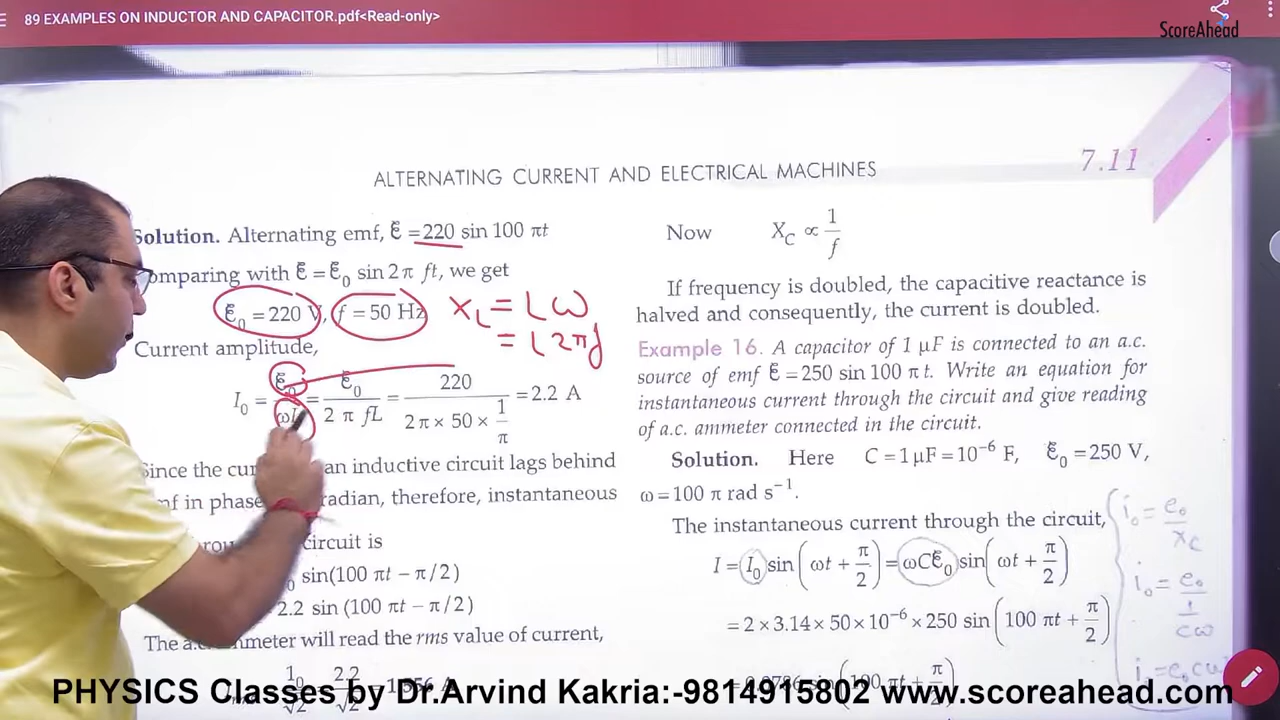 89 EXAMPLES ON INDUCTOR AND CAPACITOR.pdf<Read-only>
ScoreAhead
ALTERNATING CURRENT AND ELECTRICAL MACHINES
7.11
Solution. Alternating emf, ℰ = 220 sin 100 πt
omparing with ℰ = ℰ₀ sin 2π ft, we get
ℰ₀ = 220 V, f = 50 Hz
X_L = Lω
= L2πf
Current amplitude,
I₀ = ℰ₀/ωL = ℰ₀/2 π fL = 220/(2π × 50 × 1/π) = 2.2 A
Since the cur an inductive circuit lags behind
mf in phase radian, therefore, instantaneous
circuit is
sin(100 πt − π/2)
2.2 sin (100 πt − π/2)
The a.c. ammeter will read the rms value of current,
I₀/√2 = 2.2/√2
Now X_C ∝ 1/f
If frequency is doubled, the capacitive reactance is
halved and consequently, the current is doubled.
Example 16. A capacitor of 1 μF is connected to an a.c.
source of emf ℰ = 250 sin 100 π t. Write an equation for
instantaneous current through the circuit and give reading
of a.c. ammeter connected in the circuit.
Solution. Here C = 1 μF = 10⁻⁶ F, ℰ₀ = 250 V,
ω = 100 π rad s⁻¹.
The instantaneous current through the circuit,
I = I₀ sin(ωt + π/2) = ωCℰ₀ sin(ωt + π/2)
= 2 × 3.14 × 50 × 10⁻⁶ × 250 sin(100 πt + π/2)
i₀ = e₀/X_C
i₀ = e₀/(1/cω)
i₀ = e₀cω
PHYSICS Classes by Dr.Arvind Kakria:-9814915802 www.scoreahead.com